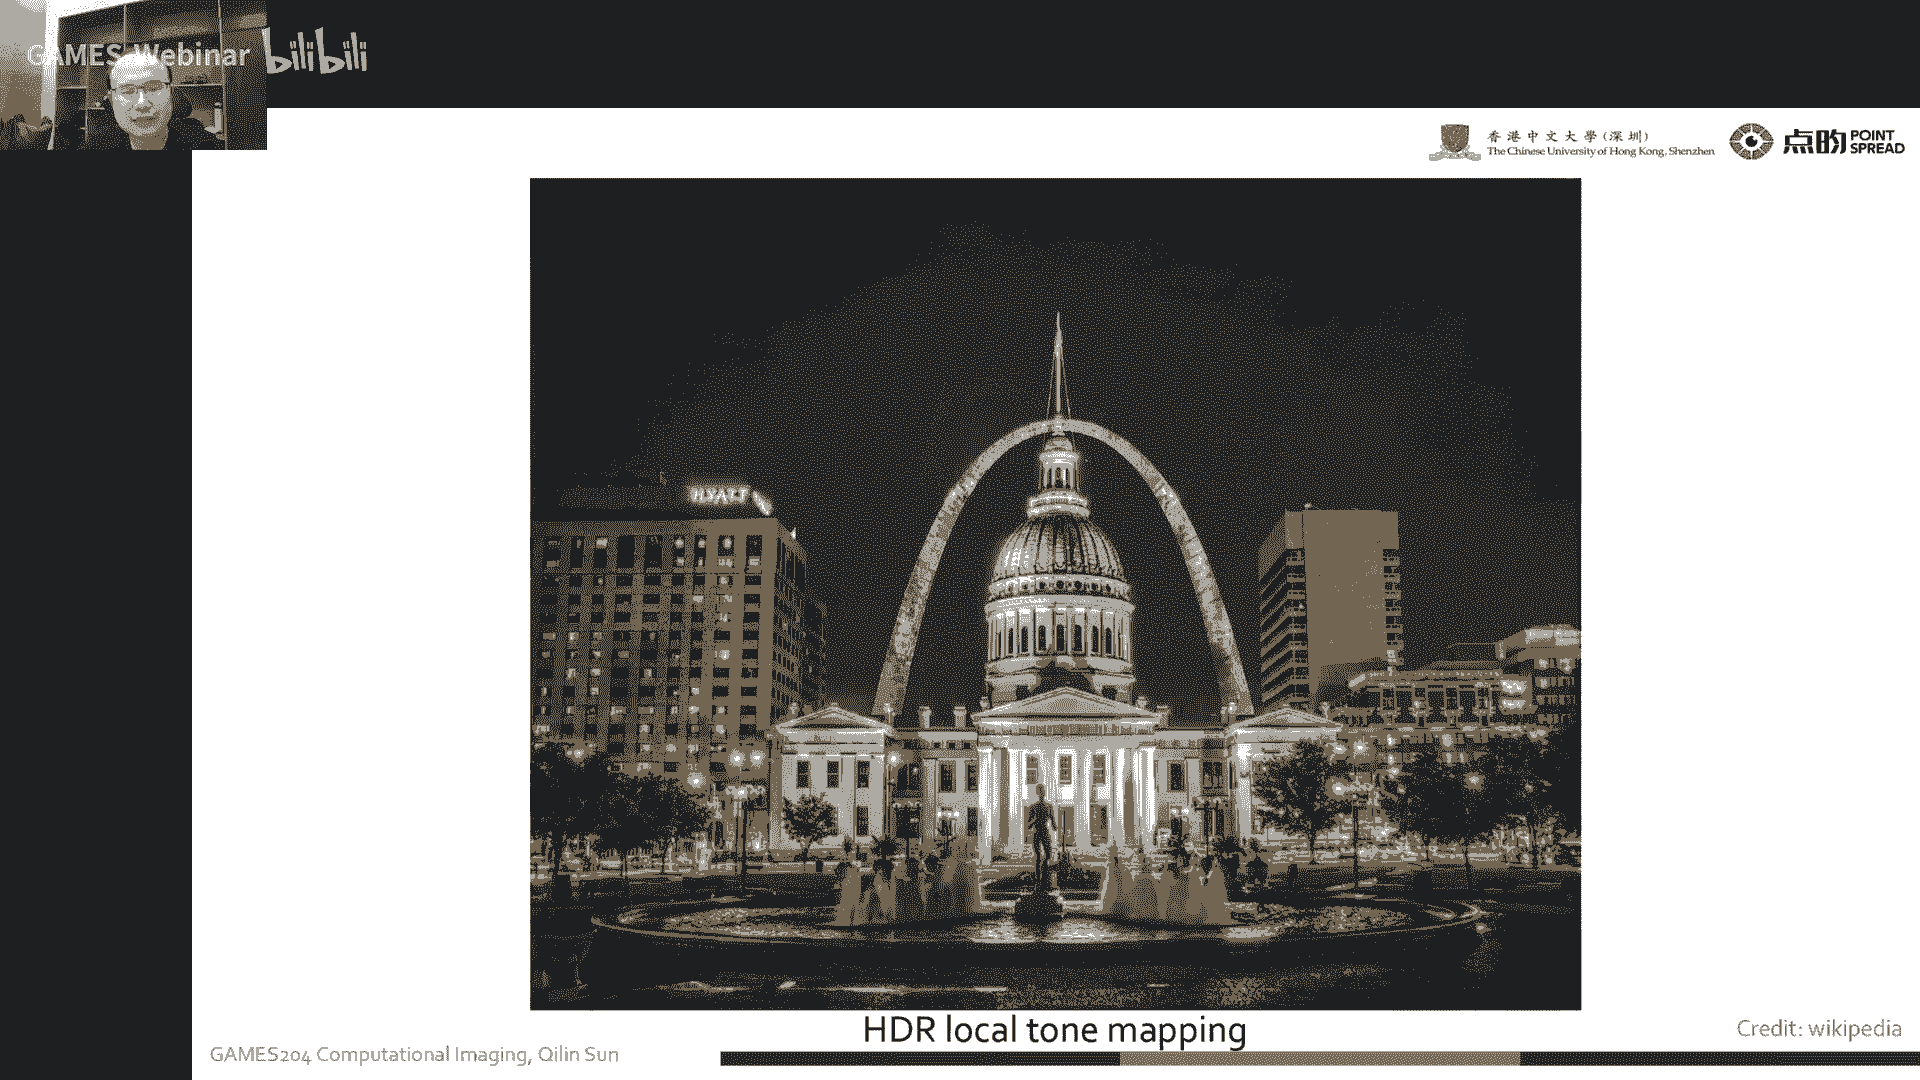 GAMES-Webinar bilibili
香港中文大學(深圳)
The Chinese University of Hong Kong, Shenzhen
点昀 POINT SPREAD
HYATT
HDR local tone mapping
Credit: wikipedia
GAMES204 Computational Imaging, Qilin Sun